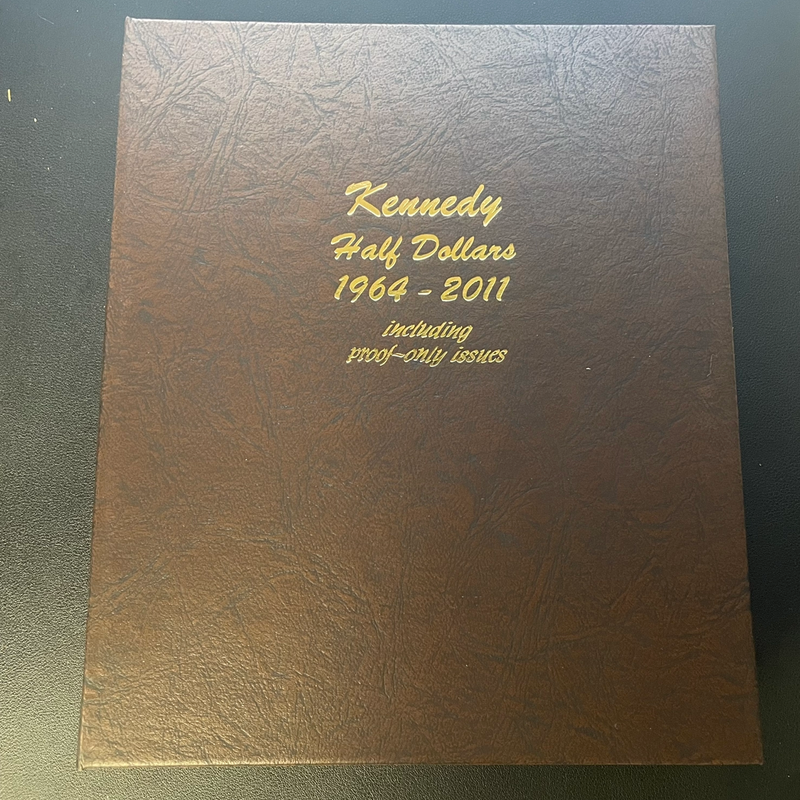 Kennedy
Half Dollars
1964 - 2011
including
proof-only issues